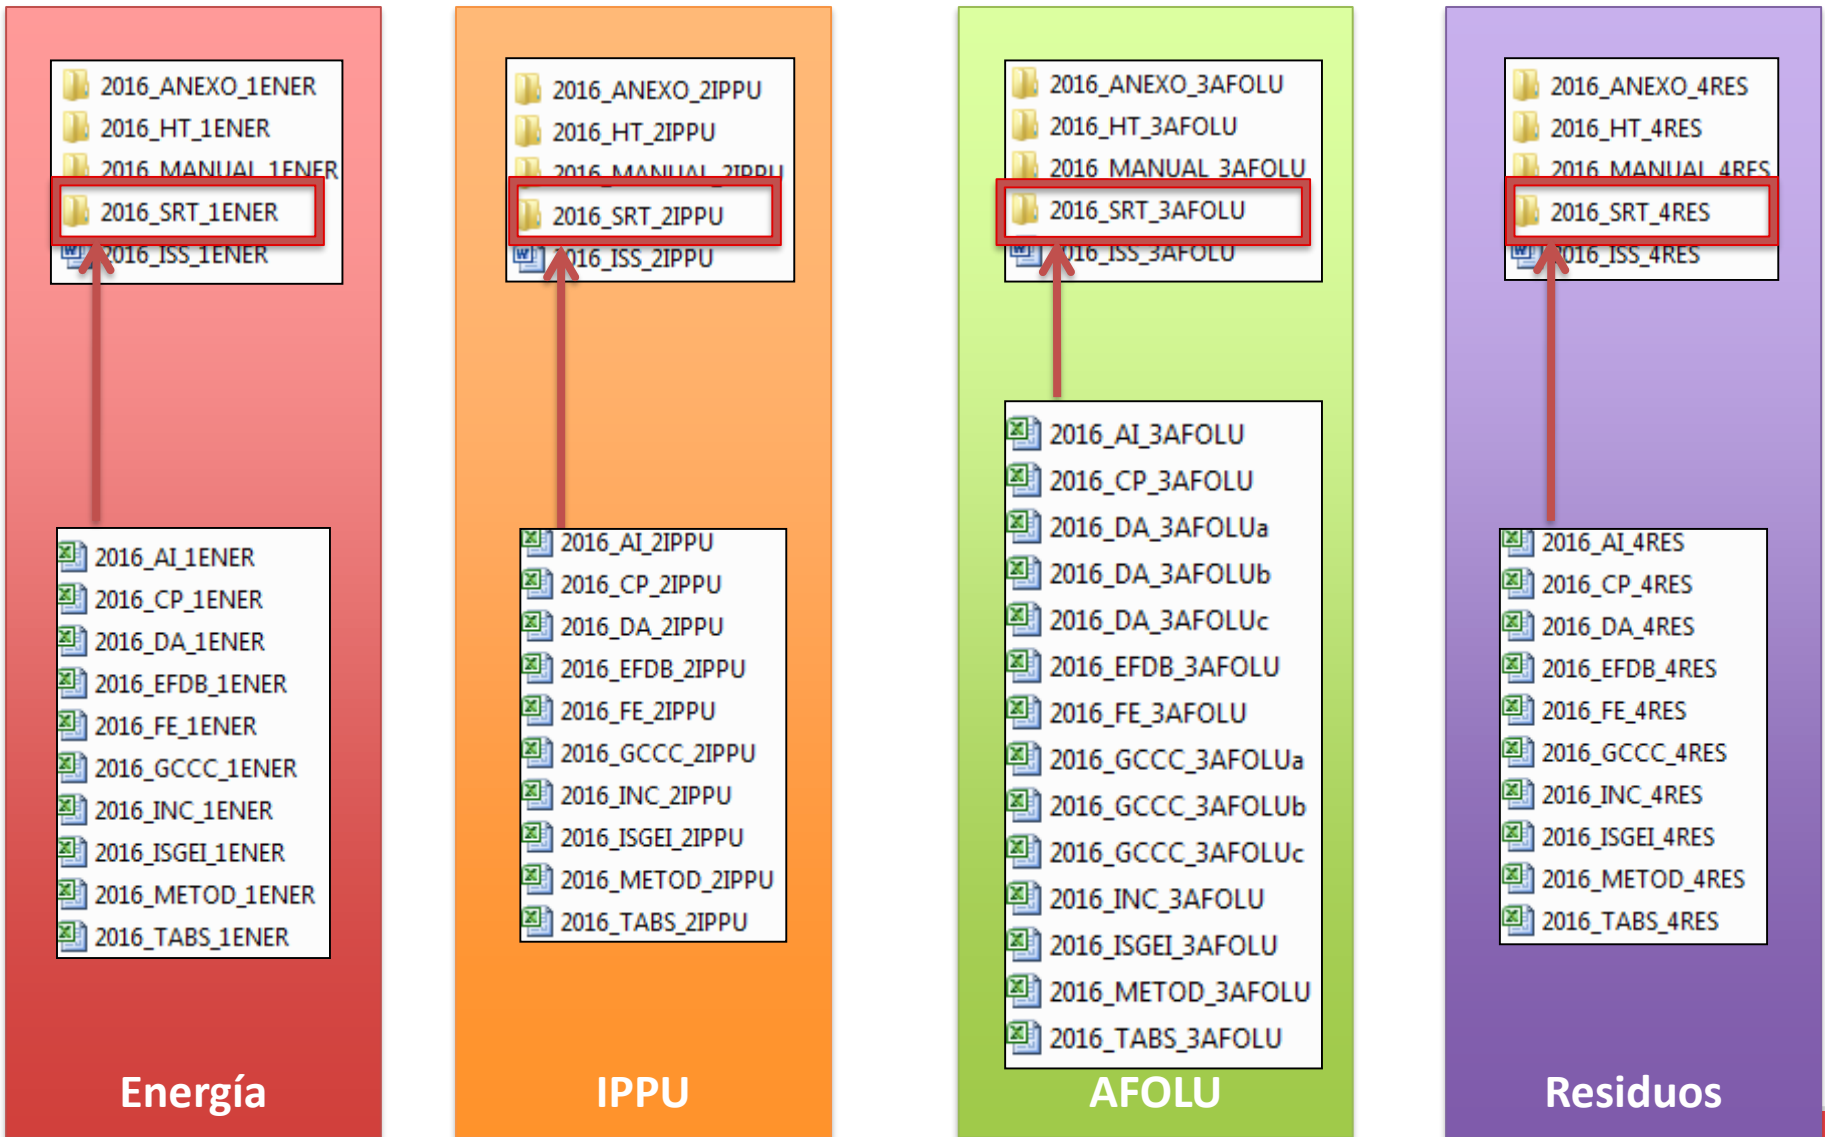 2016_ANEXO_1ENER
2016_HT_1ENER
2016_MANUAL_1ENER
2016_SRT_1ENER
2016_ISS_1ENER
2016_AI_1ENER
2016_CP_1ENER
2016_DA_1ENER
2016_EFDB_1ENER
2016_FE_1ENER
2016_GCCC_1ENER
2016_INC_1ENER
2016_ISGEI_1ENER
2016_METOD_1ENER
2016_TABS_1ENER
Energía
2016_ANEXO_2IPPU
2016_HT_2IPPU
2016_MANUAL_2IPPU
2016_SRT_2IPPU
2016_ISS_2IPPU
2016_AI_2IPPU
2016_CP_2IPPU
2016_DA_2IPPU
2016_EFDB_2IPPU
2016_FE_2IPPU
2016_GCCC_2IPPU
2016_INC_2IPPU
2016_ISGEI_2IPPU
2016_METOD_2IPPU
2016_TABS_2IPPU
IPPU
2016_ANEXO_3AFOLU
2016_HT_3AFOLU
2016_MANUAL_3AFOLU
2016_SRT_3AFOLU
2016_ISS_3AFOLU
2016_AI_3AFOLU
2016_CP_3AFOLU
2016_DA_3AFOLUa
2016_DA_3AFOLUb
2016_DA_3AFOLUc
2016_EFDB_3AFOLU
2016_FE_3AFOLU
2016_GCCC_3AFOLUa
2016_GCCC_3AFOLUb
2016_GCCC_3AFOLUc
2016_INC_3AFOLU
2016_ISGEI_3AFOLU
2016_METOD_3AFOLU
2016_TABS_3AFOLU
AFOLU
2016_ANEXO_4RES
2016_HT_4RES
2016_MANUAL_4RES
2016_SRT_4RES
2016_ISS_4RES
2016_AI_4RES
2016_CP_4RES
2016_DA_4RES
2016_EFDB_4RES
2016_FE_4RES
2016_GCCC_4RES
2016_INC_4RES
2016_ISGEI_4RES
2016_METOD_4RES
2016_TABS_4RES
Residuos